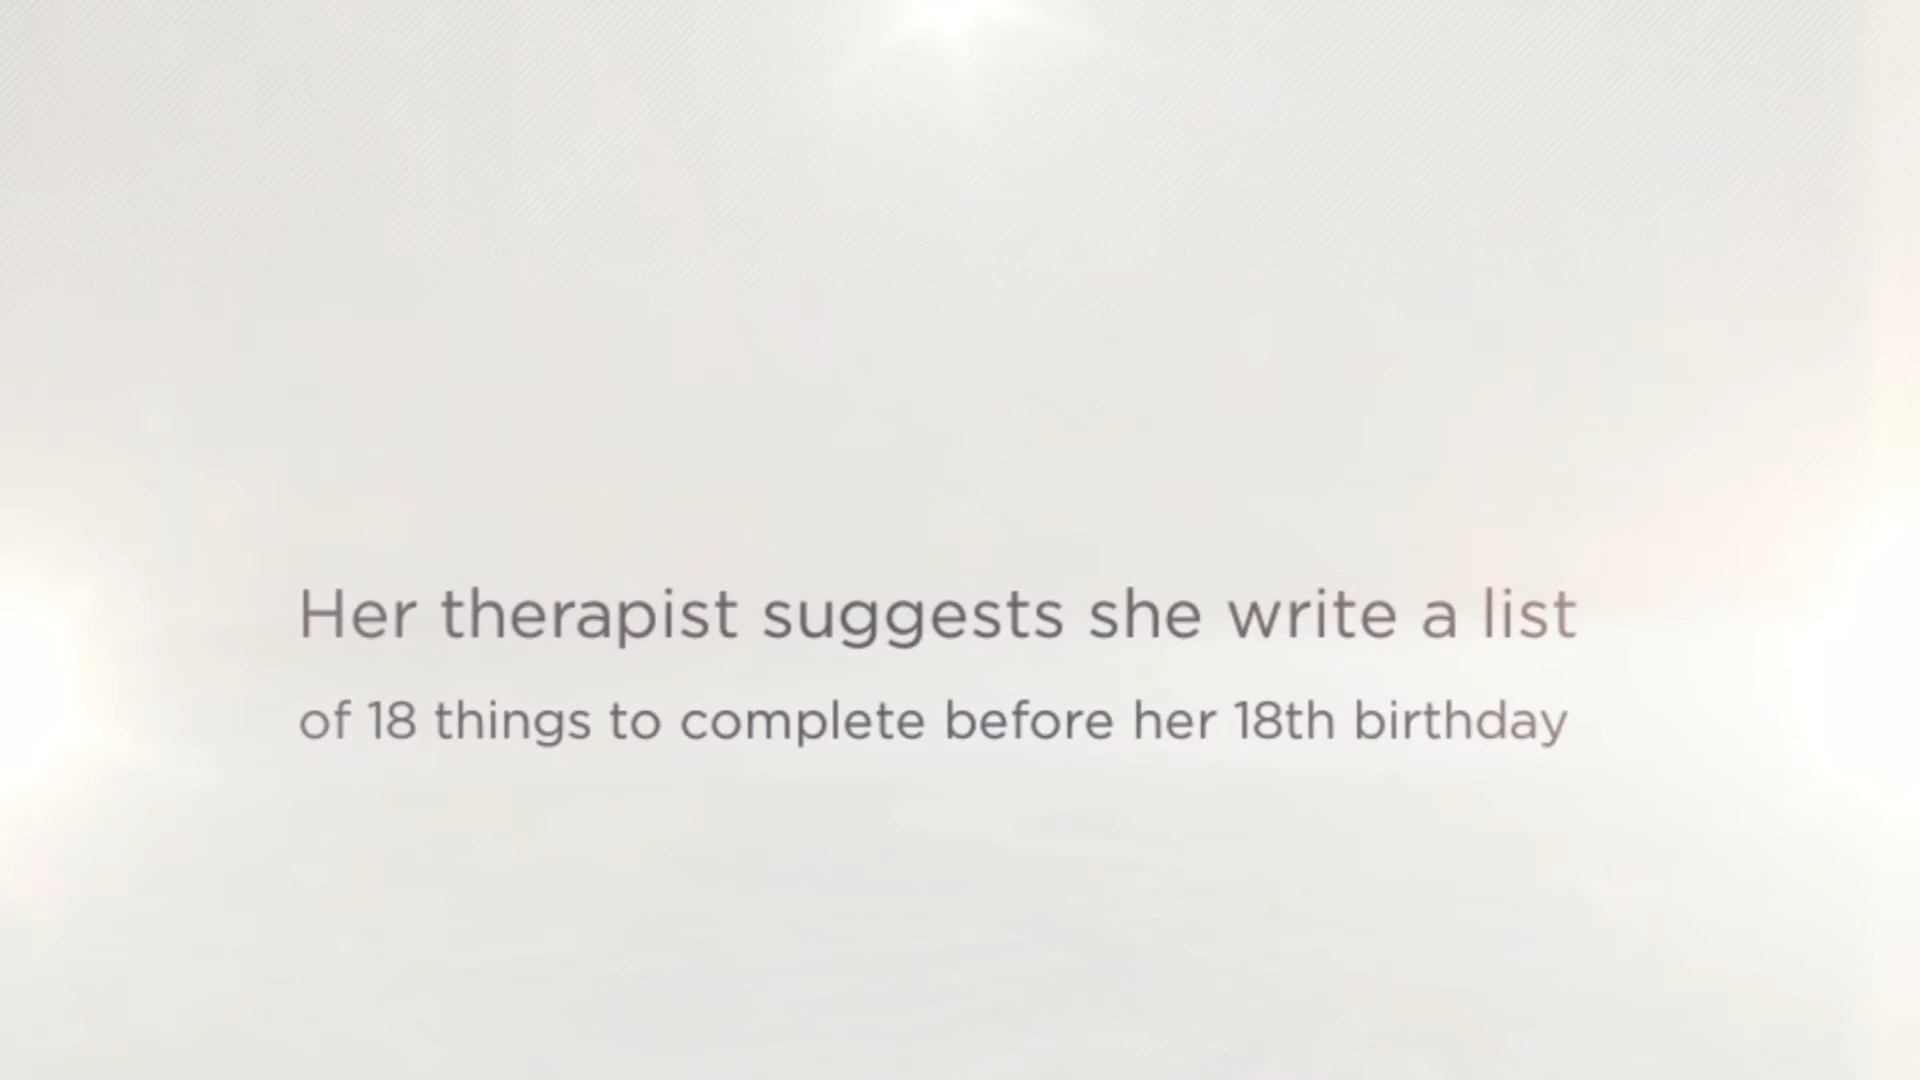 Her therapist suggests she write a list
of 18 things to complete before her 18th birthday